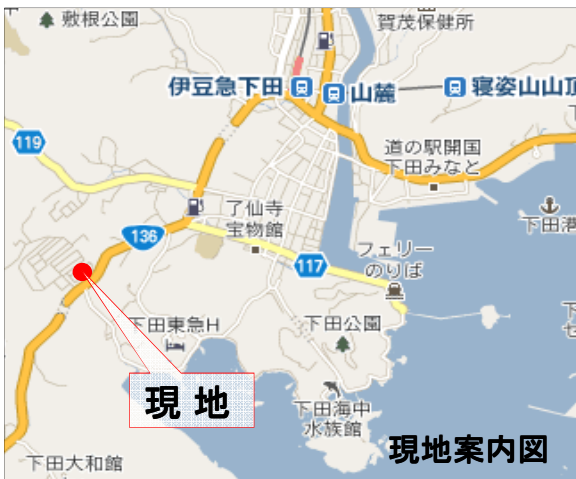 敷根公園
賀茂保健所
伊豆急下田
山麓
寝姿山山頂
119
道の駅開国
下田みなと
了仙寺
宝物館
下田港
136
フェリー
のりば
117
下田東急H
下田公園
現地
下田海中
水族館
現地案内図
下田大和館